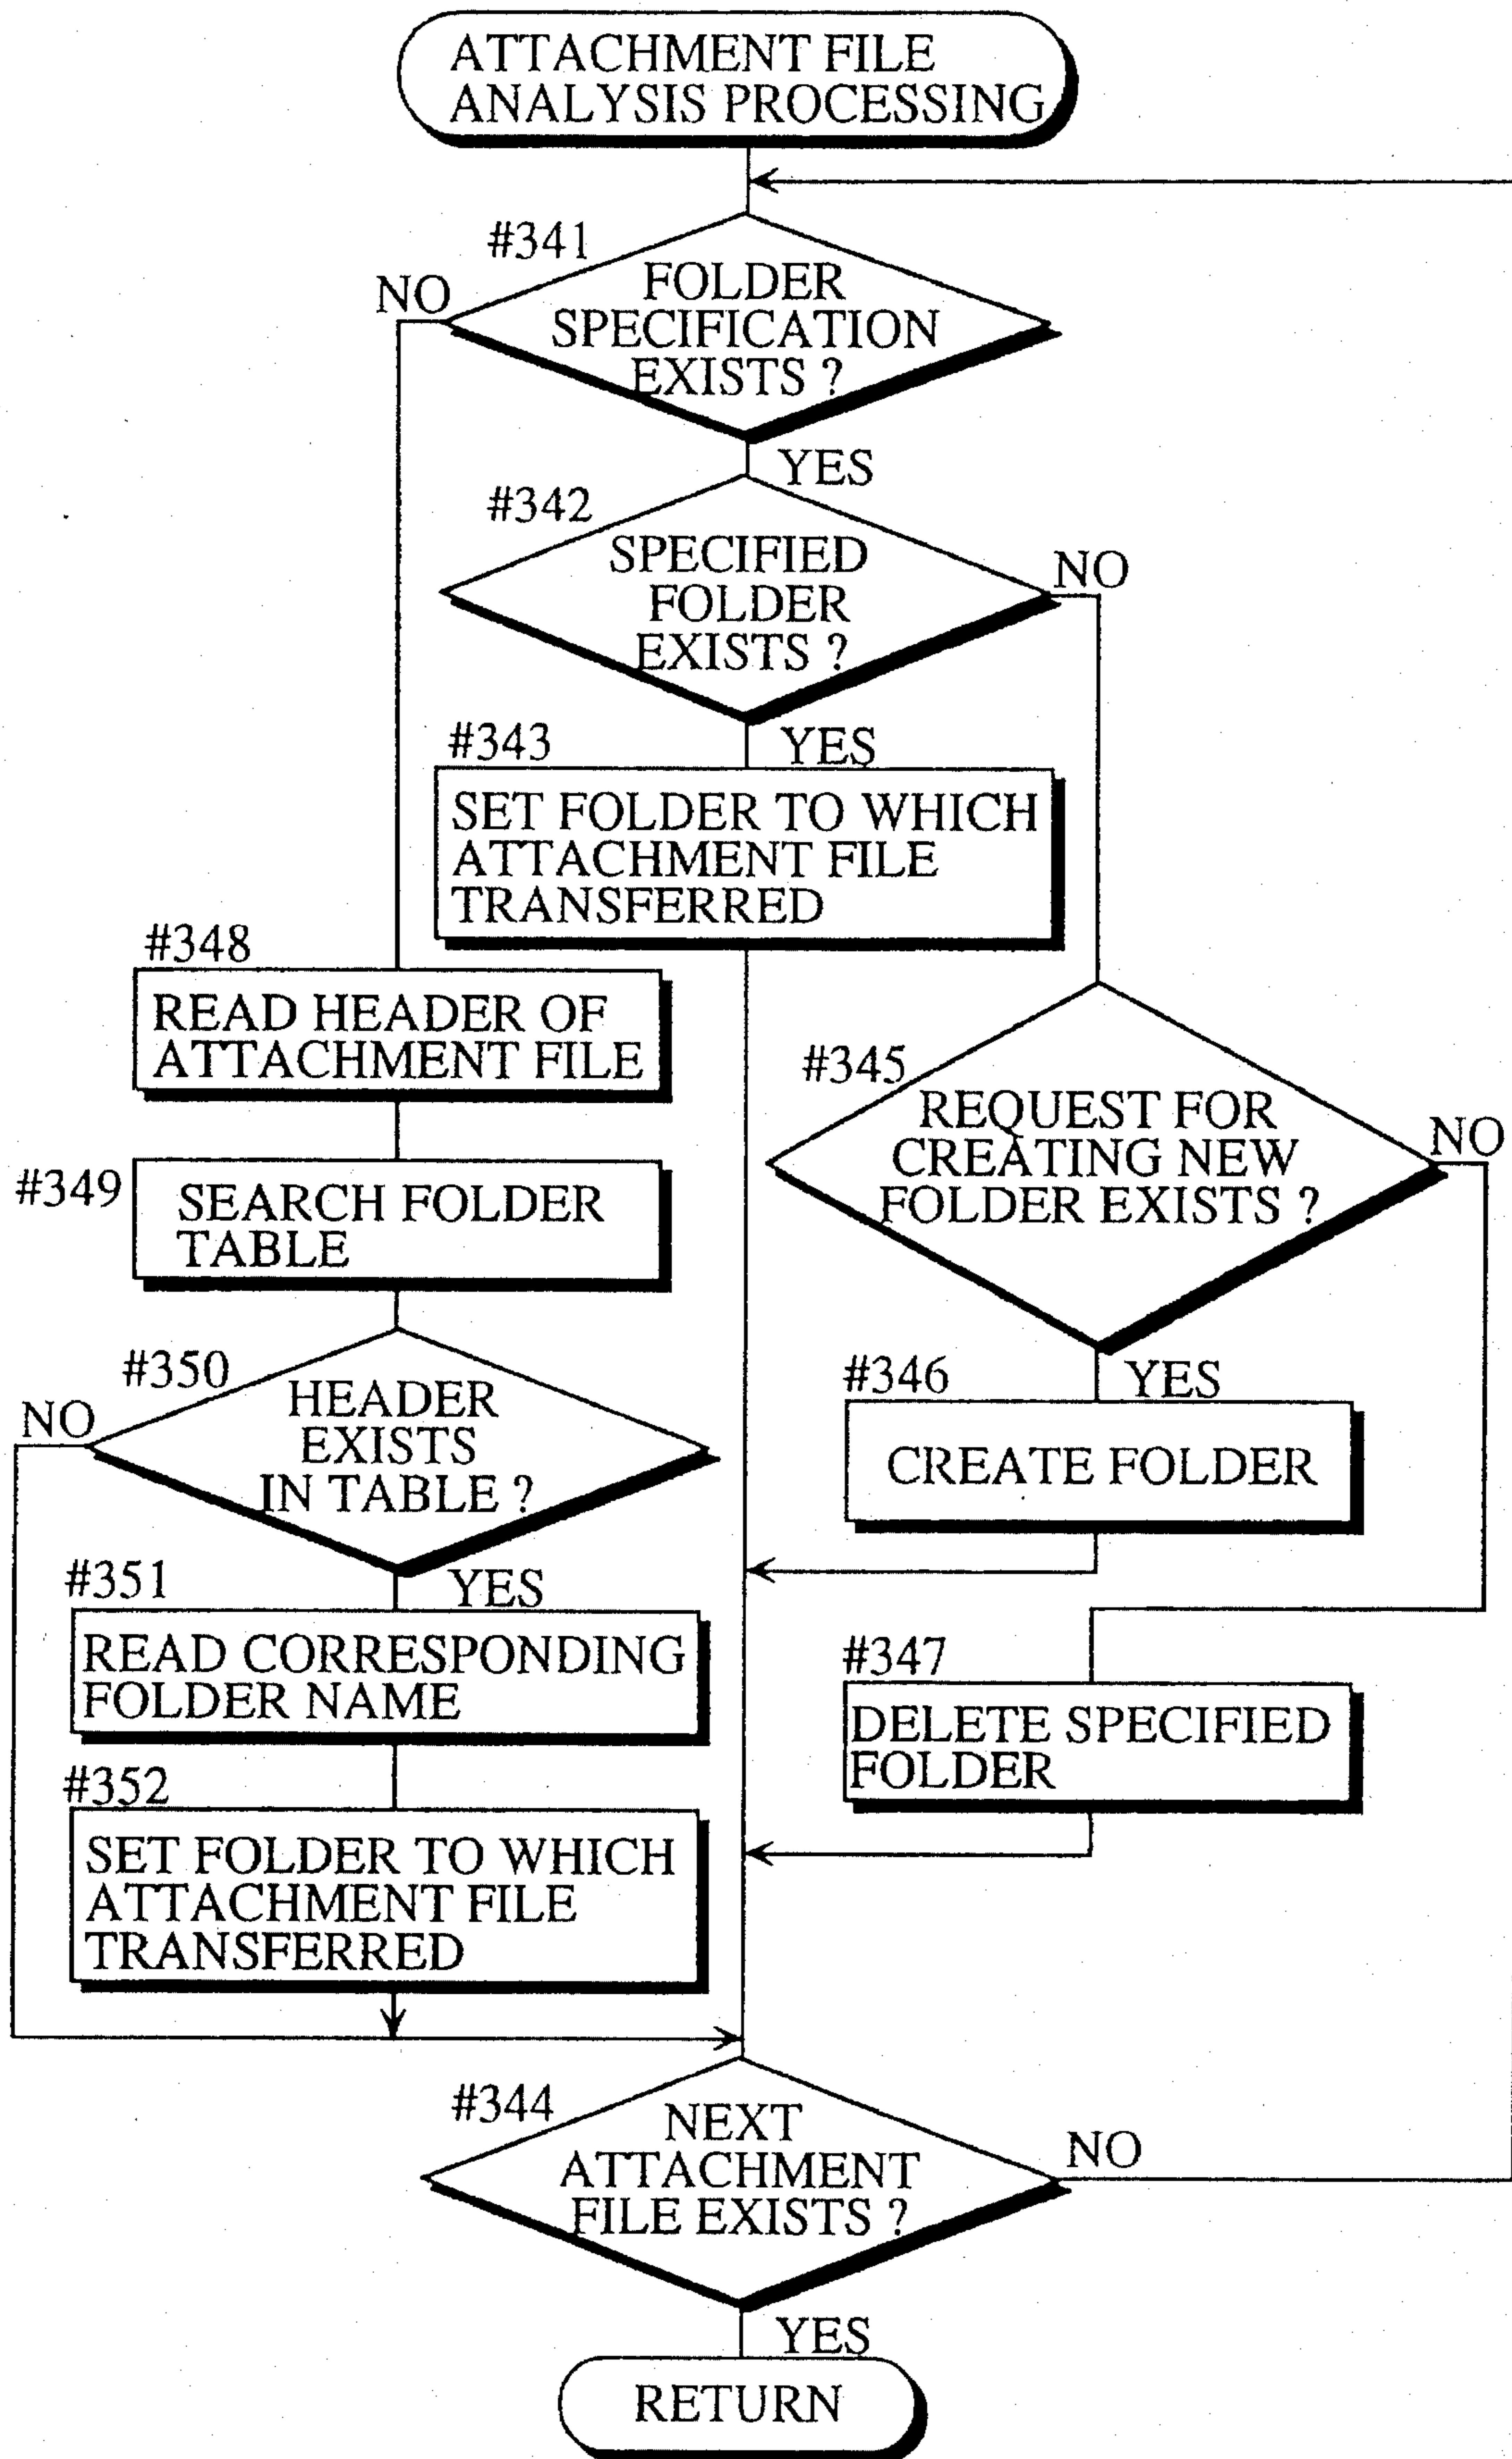 ATTACHMENT FILE
ANALYSIS PROCESSING
#341
NO
FOLDER
SPECIFICATION
EXISTS ?
YES
#342
SPECIFIED
FOLDER
EXISTS ?
NO
YES
#343
SET FOLDER TO WHICH
ATTACHMENT FILE
TRANSFERRED
#348
READ HEADER OF
ATTACHMENT FILE
#345
REQUEST FOR
CREATING NEW
FOLDER EXISTS ?
NO
#349
SEARCH FOLDER
TABLE
#350
NO
HEADER
EXISTS
IN TABLE ?
YES
#346
YES
CREATE FOLDER
#351
READ CORRESPONDING
FOLDER NAME
#347
DELETE SPECIFIED
FOLDER
#352
SET FOLDER TO WHICH
ATTACHMENT FILE
TRANSFERRED
#344
NEXT
ATTACHMENT
FILE EXISTS ?
NO
YES
RETURN